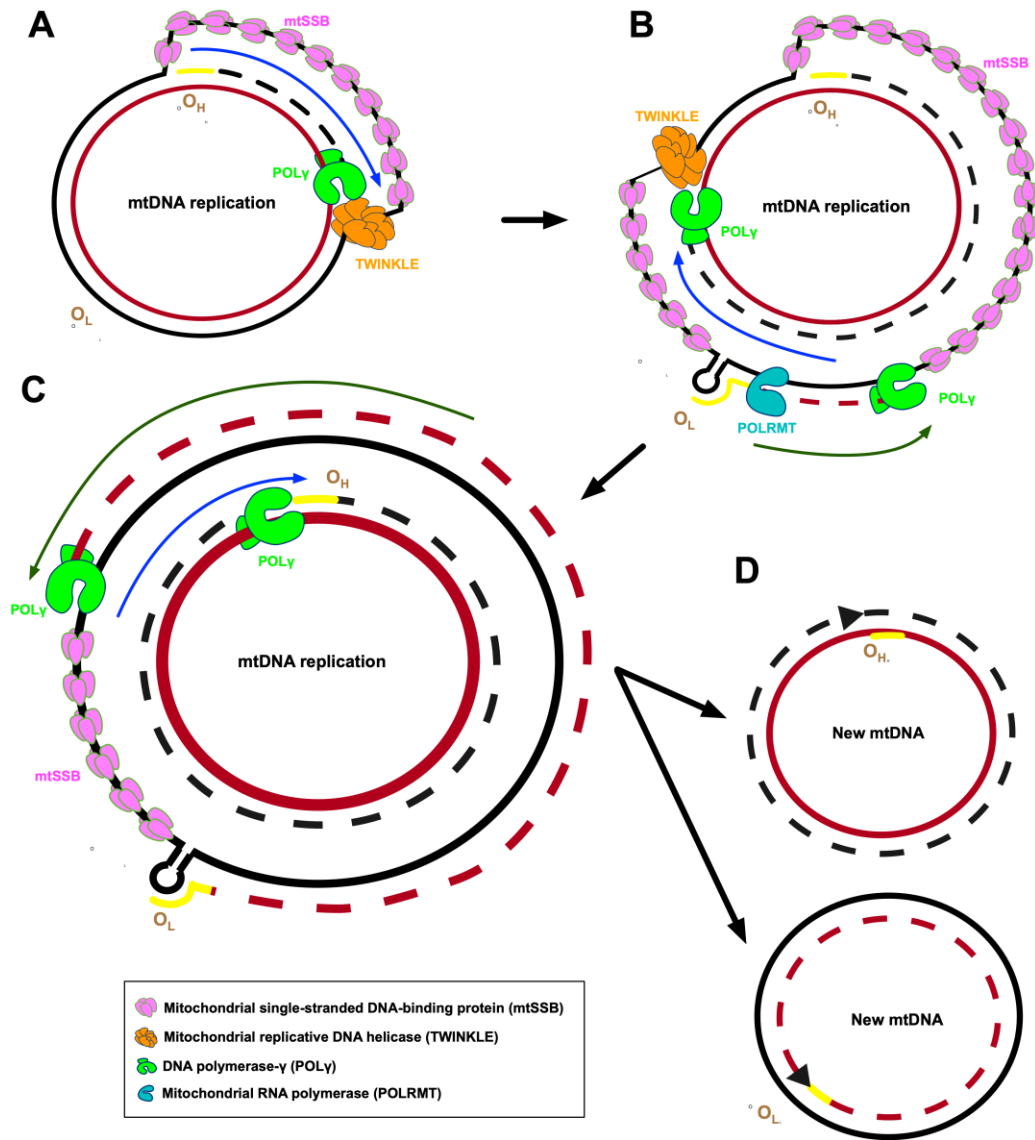 A
mtSSB
OH
POLγ
mtDNA replication
TWINKLE
OL
B
mtSSB
TWINKLE
OH
mtDNA replication
POLγ
OL
POLRMT
POLγ
C
OH
POLγ
POLγ
mtDNA replication
mtSSB
OL
D
OH.
New mtDNA
New mtDNA
OL.
Mitochondrial single-stranded DNA-binding protein (mtSSB)
Mitochondrial replicative DNA helicase (TWINKLE)
DNA polymerase-γ (POLγ)
Mitochondrial RNA polymerase (POLRMT)